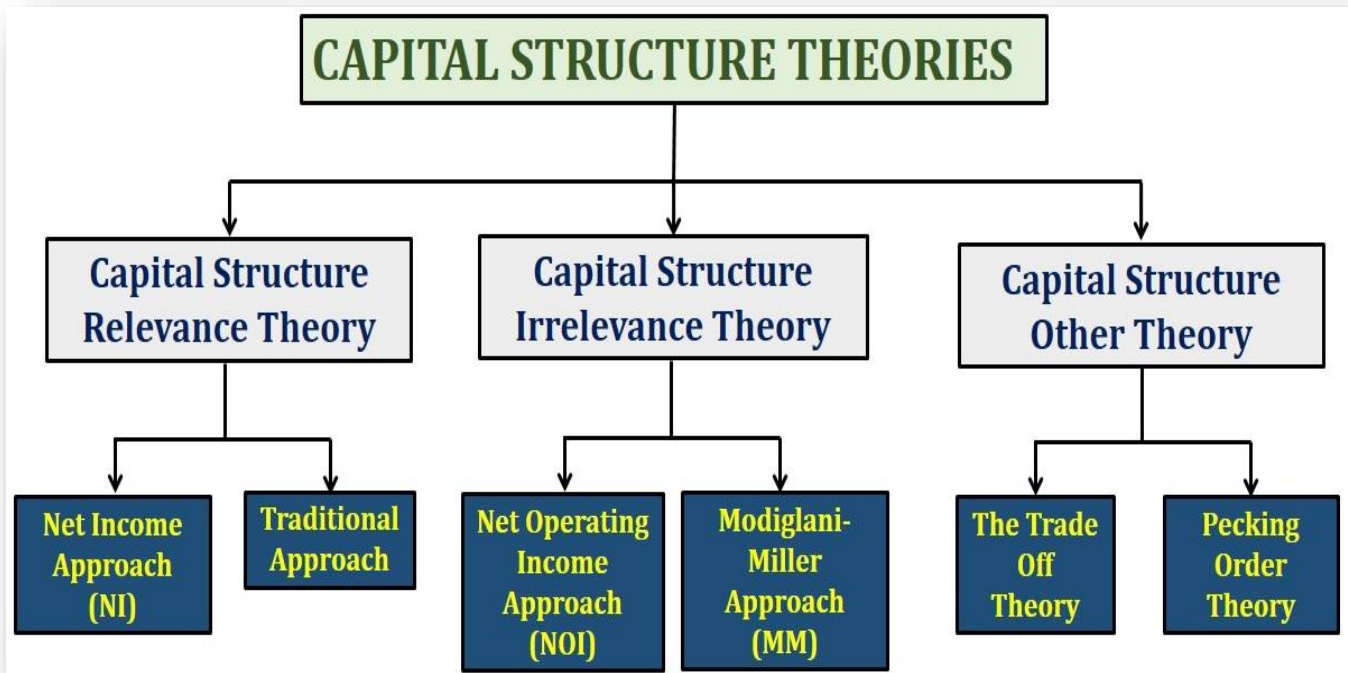 CAPITAL STRUCTURE THEORIES
Capital Structure
Relevance Theory
Capital Structure
Irrelevance Theory
Capital Structure
Other Theory
Net Income
Approach
(NI)
Traditional
Approach
Net Operating
Income
Approach
(NOI)
Modiglani-
Miller
Approach
(MM)
The Trade
Off
Theory
Pecking
Order
Theory